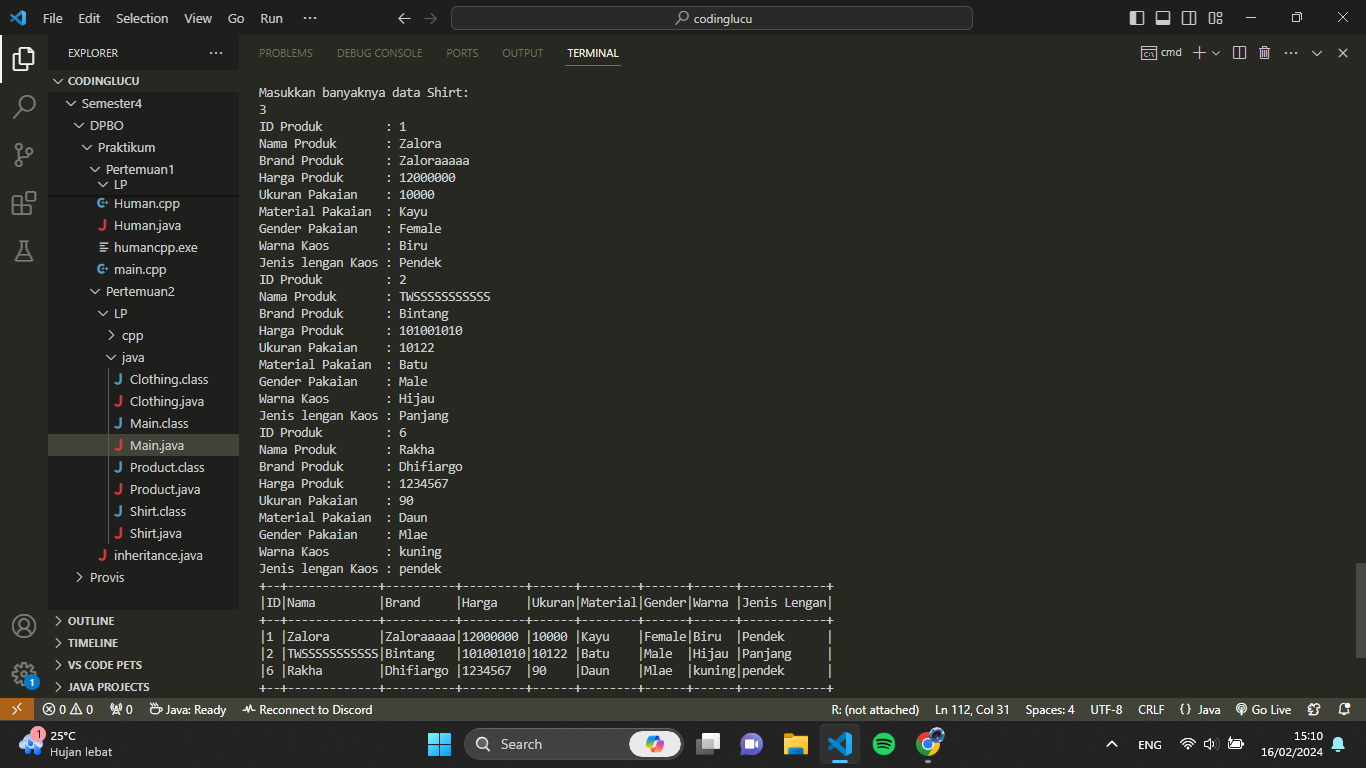 File Edit Selection View Go Run ··· codinglucu
EXPLORER ···
PROBLEMS DEBUG CONSOLE PORTS OUTPUT TERMINAL cmd
CODINGLUCU
Semester4
DPBO
Praktikum
Pertemuan1
LP
Human.cpp
Human.java
humancpp.exe
main.cpp
Pertemuan2
LP
cpp
java
Clothing.class
Clothing.java
Main.class
Main.java
Product.class
Product.java
Shirt.class
Shirt.java
inheritance.java
Provis
OUTLINE
TIMELINE
VS CODE PETS
JAVA PROJECTS
Masukkan banyaknya data Shirt:
3
ID Produk : 1
Nama Produk : Zalora
Brand Produk : Zaloraaaaa
Harga Produk : 12000000
Ukuran Pakaian : 10000
Material Pakaian : Kayu
Gender Pakaian : Female
Warna Kaos : Biru
Jenis lengan Kaos : Pendek
ID Produk : 2
Nama Produk : TWSSSSSSSSSSS
Brand Produk : Bintang
Harga Produk : 101001010
Ukuran Pakaian : 10122
Material Pakaian : Batu
Gender Pakaian : Male
Warna Kaos : Hijau
Jenis lengan Kaos : Panjang
ID Produk : 6
Nama Produk : Rakha
Brand Produk : Dhifiargo
Harga Produk : 1234567
Ukuran Pakaian : 90
Material Pakaian : Daun
Gender Pakaian : Mlae
Warna Kaos : kuning
Jenis lengan Kaos : pendek
+--+-------------+----------+---------+------+--------+------+------+------------+
|ID|Nama |Brand |Harga |Ukuran|Material|Gender|Warna |Jenis Lengan|
+--+-------------+----------+---------+------+--------+------+------+------------+
|1 |Zalora |Zaloraaaaa|12000000 |10000 |Kayu |Female|Biru |Pendek |
|2 |TWSSSSSSSSSSS|Bintang |101001010|10122 |Batu |Male |Hijau |Panjang |
|6 |Rakha |Dhifiargo |1234567 |90 |Daun |Mlae |kuning|pendek |
+--+-------------+----------+---------+------+--------+------+------+------------+
1
0 0 0 Java: Ready Reconnect to Discord R: (not attached) Ln 112, Col 31 Spaces: 4 UTF-8 CRLF {} Java Go Live
1
25°C
Hujan lebat
Search
ENG
15:10
16/02/2024